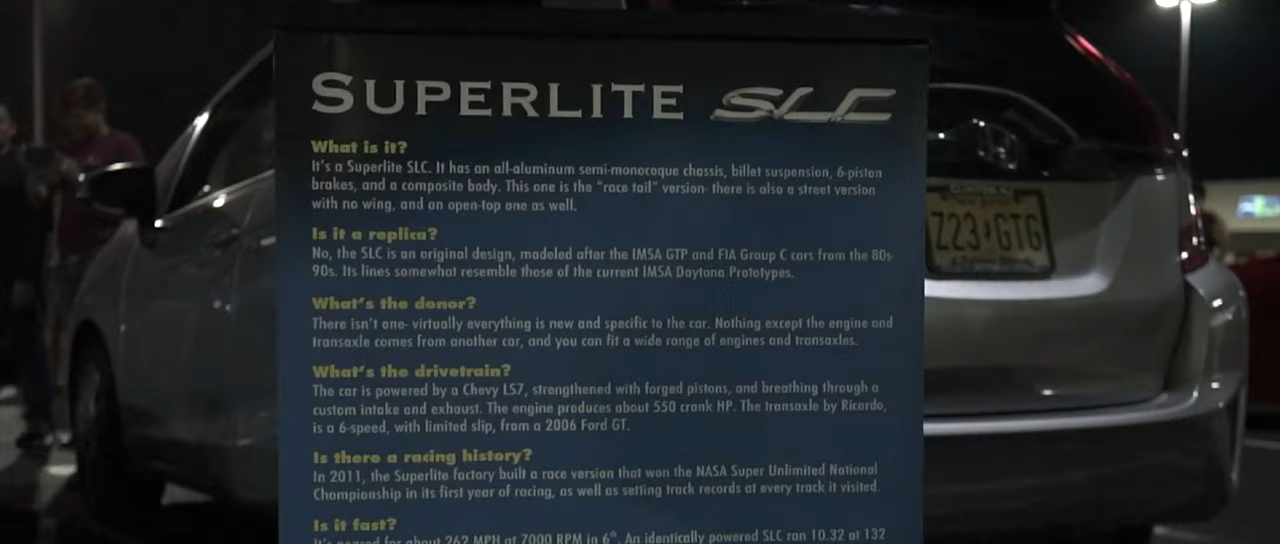 SUPERLITE SLC
What is it?
It's a Superlite SLC. It has an all-aluminum semi-monocoque chassis, billet suspension, 6-piston
brakes, and a composite body. This one is the "race tail" version- there is also a street version
with no wing, and an open-top one as well.
Is it a replica?
No, the SLC is an original design, modeled after the IMSA GTP and FIA Group C cars from the 80s-
90s. Its lines somewhat resemble those of the current IMSA Daytona Prototypes.
What's the donor?
There isn't one- virtually everything is new and specific to the car. Nothing except the engine and
transaxle comes from another car, and you can fit a wide range of engines and transaxles.
What's the drivetrain?
The car is powered by a Chevy LS7, strengthened with forged pistons, and breathing through a
custom intake and exhaust. The engine produces about 550 crank HP. The transaxle by Ricardo,
is a 6-speed, with limited slip, from a 2006 Ford GT.
Is there a racing history?
In 2011, the Superlite factory built a race version that won the NASA Super Unlimited National
Championship in its first year of racing, as well as setting track records at every track it visited.
Is it fast?
It's geared for about 262 MPH at 7000 RPM in 6th. An identically powered SLC ran 10.32 at 132
Z23 GTG